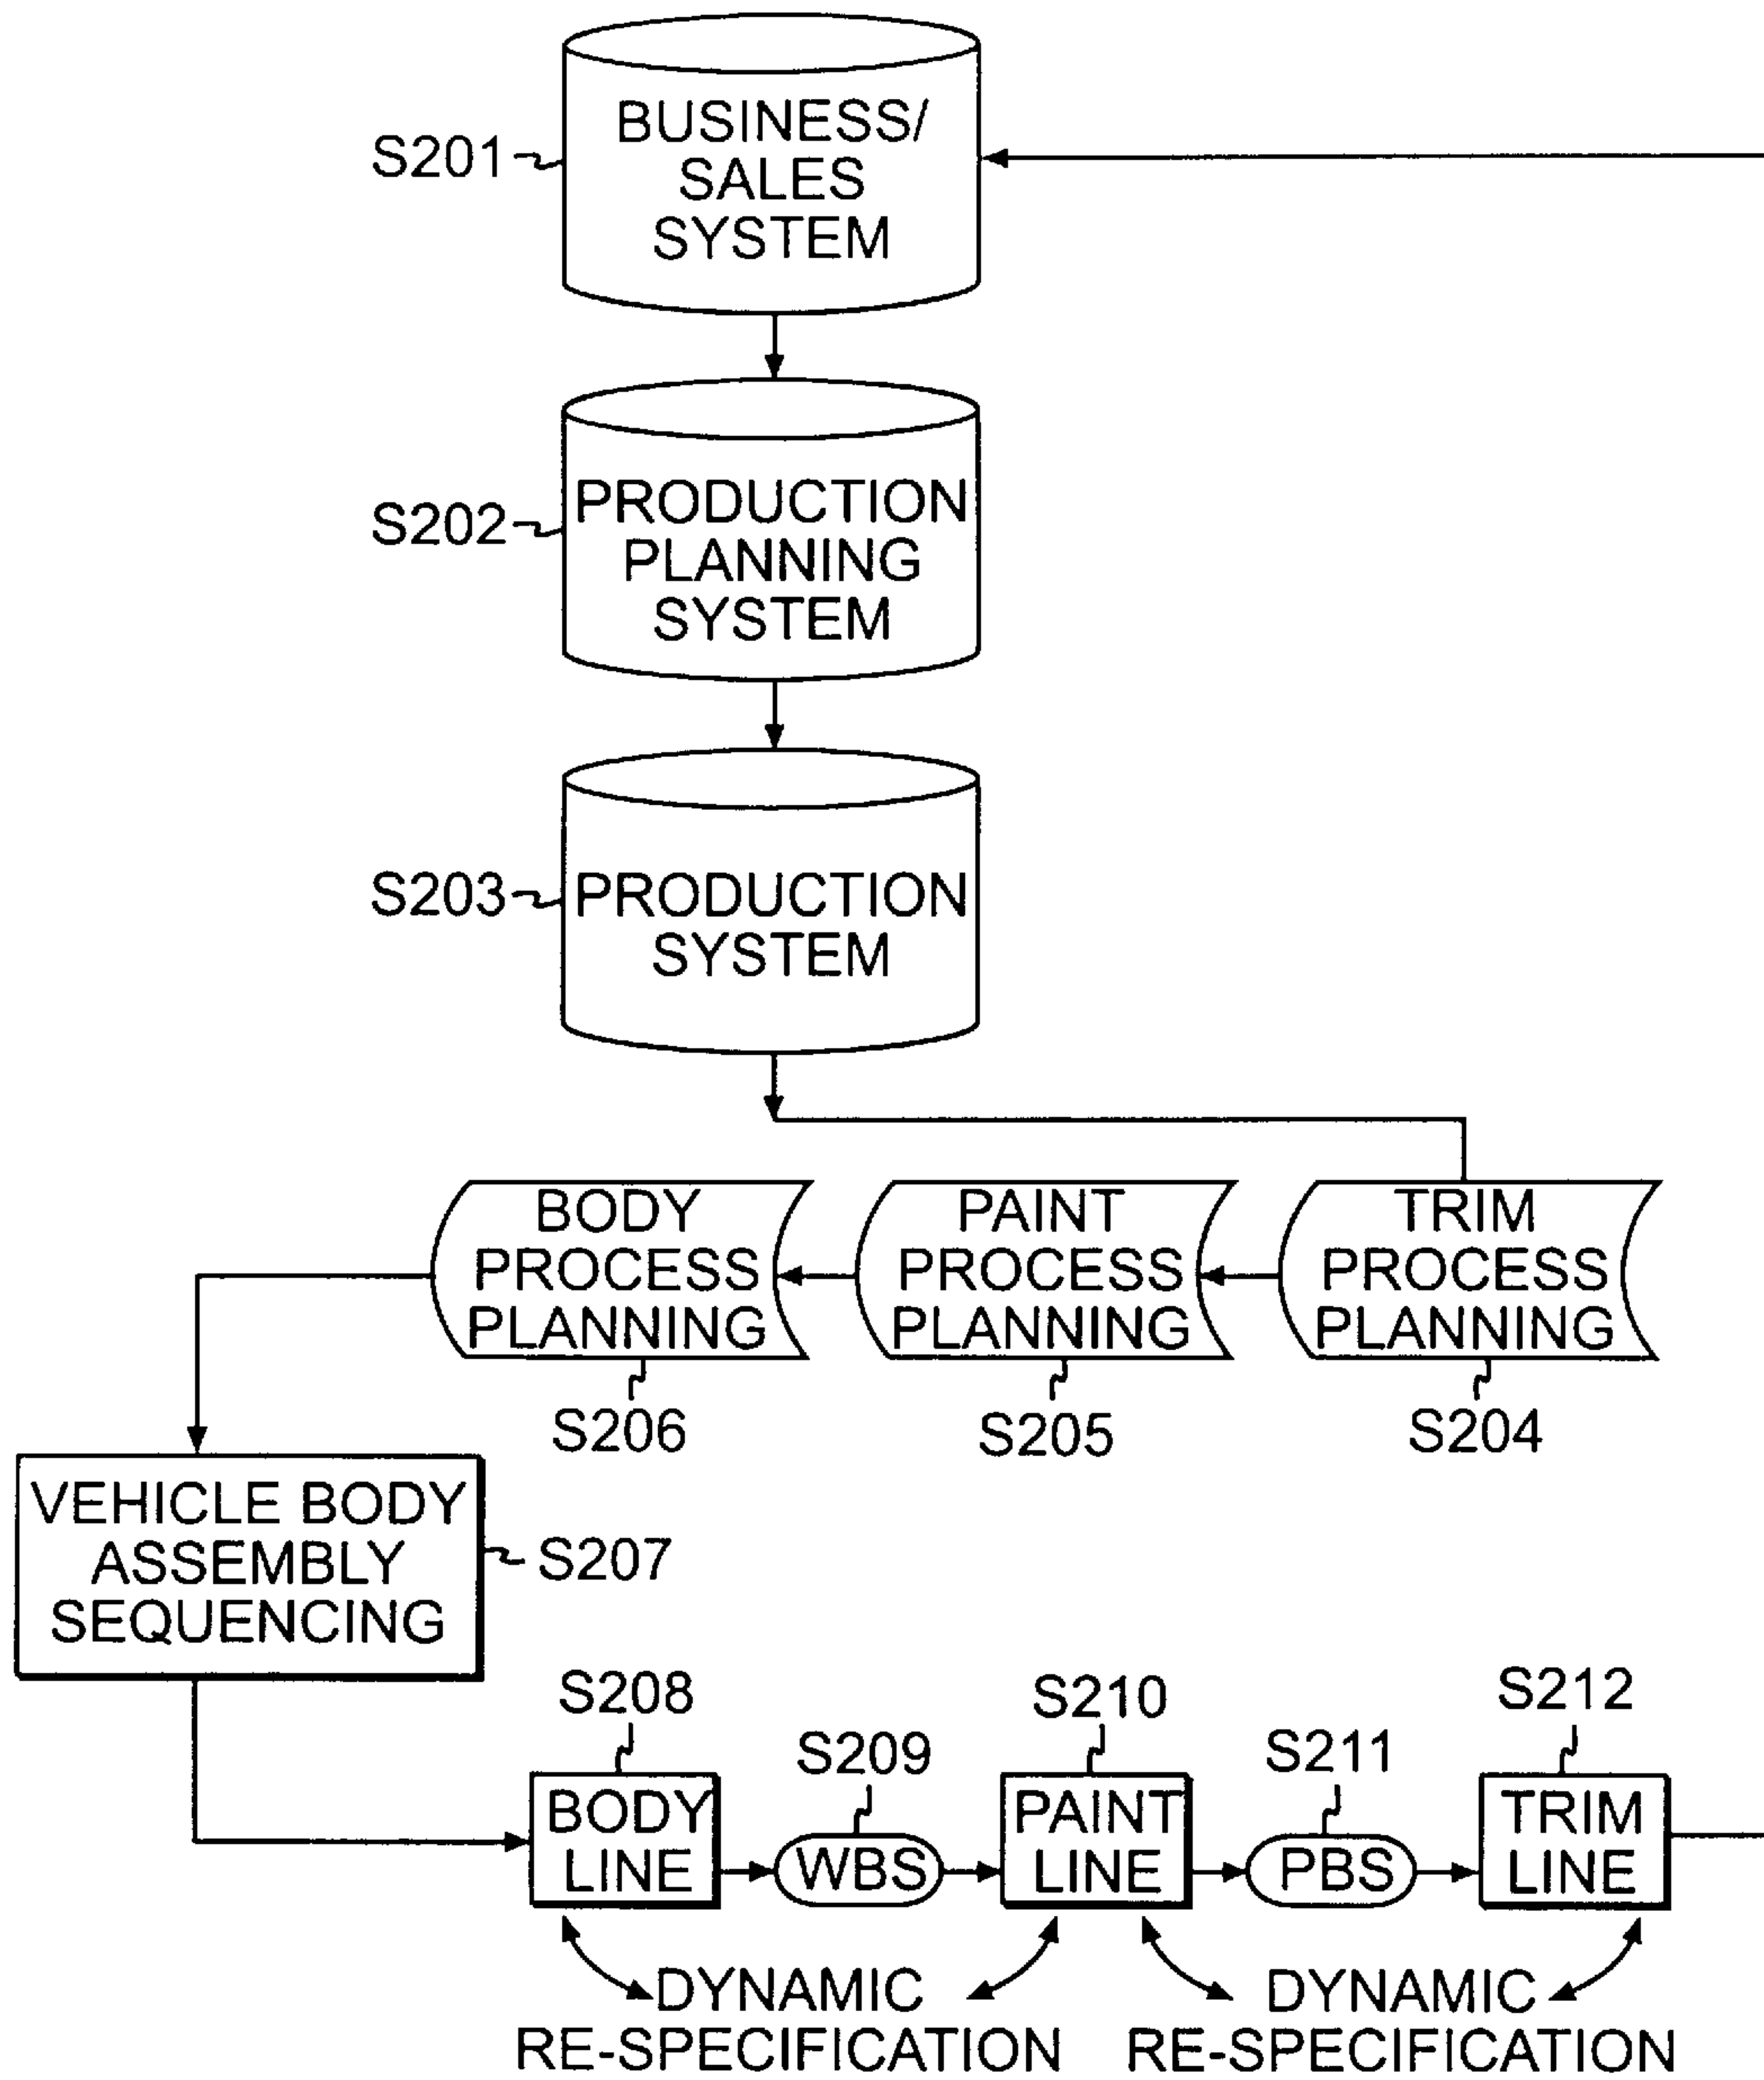 S201
BUSINESS/
SALES
SYSTEM
S202
PRODUCTION
PLANNING
SYSTEM
S203
PRODUCTION
SYSTEM
BODY
PROCESS
PLANNING
S206
PAINT
PROCESS
PLANNING
S205
TRIM
PROCESS
PLANNING
S204
VEHICLE BODY
ASSEMBLY
SEQUENCING
S207
S208
BODY
LINE
S209
WBS
S210
PAINT
LINE
S211
PBS
S212
TRIM
LINE
DYNAMIC
RE-SPECIFICATION
DYNAMIC
RE-SPECIFICATION